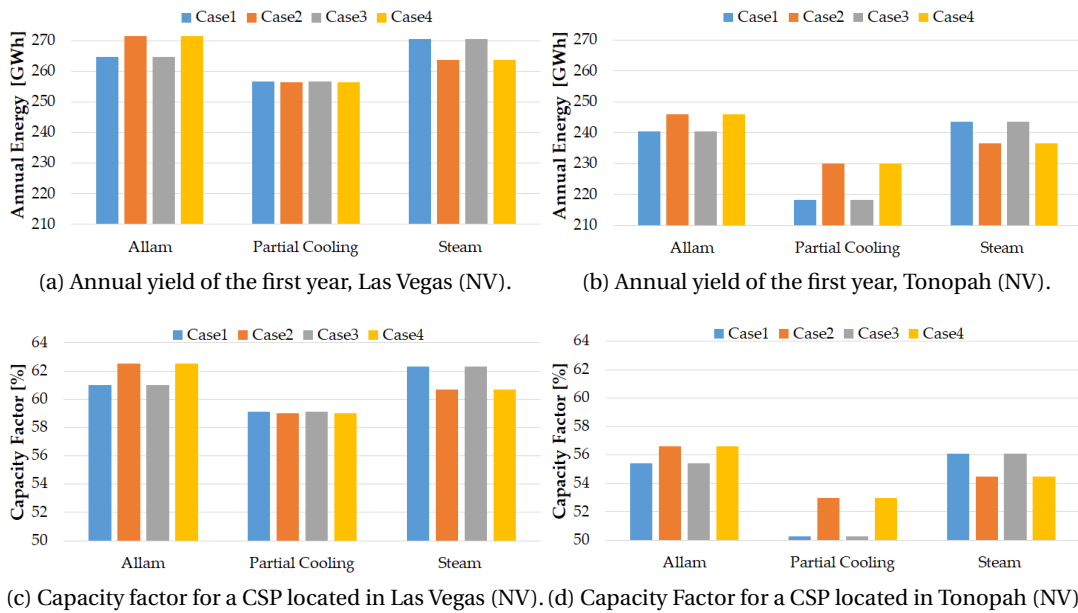 Case1 Case2 Case3 Case4
Annual Energy [GWh]
270
260
250
240
230
220
210
Allam Partial Cooling Steam
(a) Annual yield of the first year, Las Vegas (NV).
Case1 Case2 Case3 Case4
Annual Energy [GWh]
270
260
250
240
230
220
210
Allam Partial Cooling Steam
(b) Annual yield of the first year, Tonopah (NV).
Case1 Case2 Case3 Case4
Capacity Factor [%]
64
62
60
58
56
54
52
50
Allam Partial Cooling Steam
(c) Capacity factor for a CSP located in Las Vegas (NV).
Case1 Case2 Case3 Case4
Capacity Factor [%]
64
62
60
58
56
54
52
50
Allam Partial Cooling Steam
(d) Capacity Factor for a CSP located in Tonopah (NV)